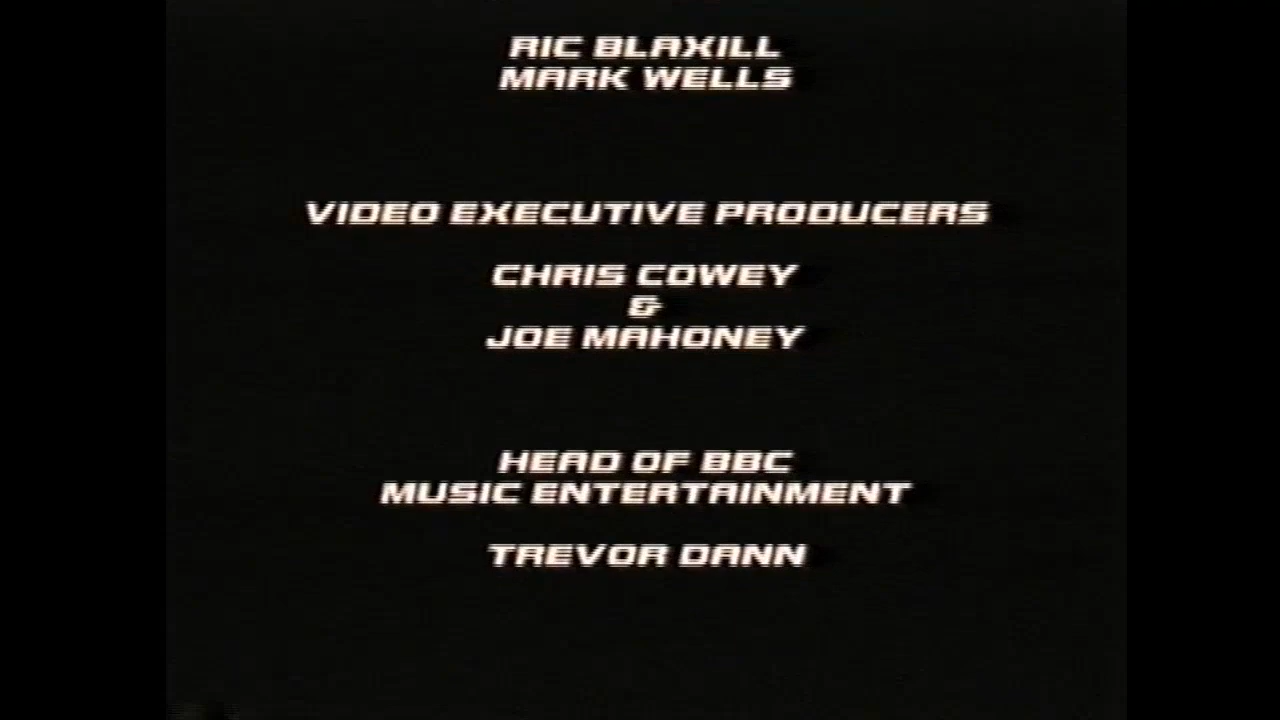 RIC BLAXILL
MARK WELLS
VIDEO EXECUTIVE PRODUCERS
CHRIS COWEY
&
JOE MAHONEY
HEAD OF BBC
MUSIC ENTERTAINMENT
TREVOR DANN